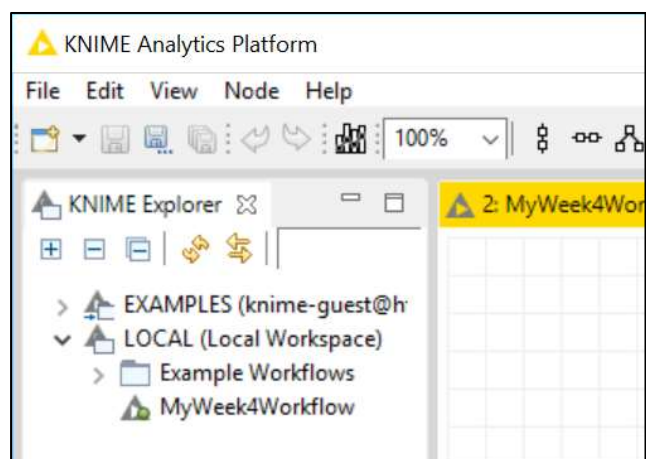 KNIME Analytics Platform
File Edit View Node Help
100%
KNIME Explorer
2: MyWeek4Wor
EXAMPLES (knime-guest@h
LOCAL (Local Workspace)
Example Workflows
MyWeek4Workflow